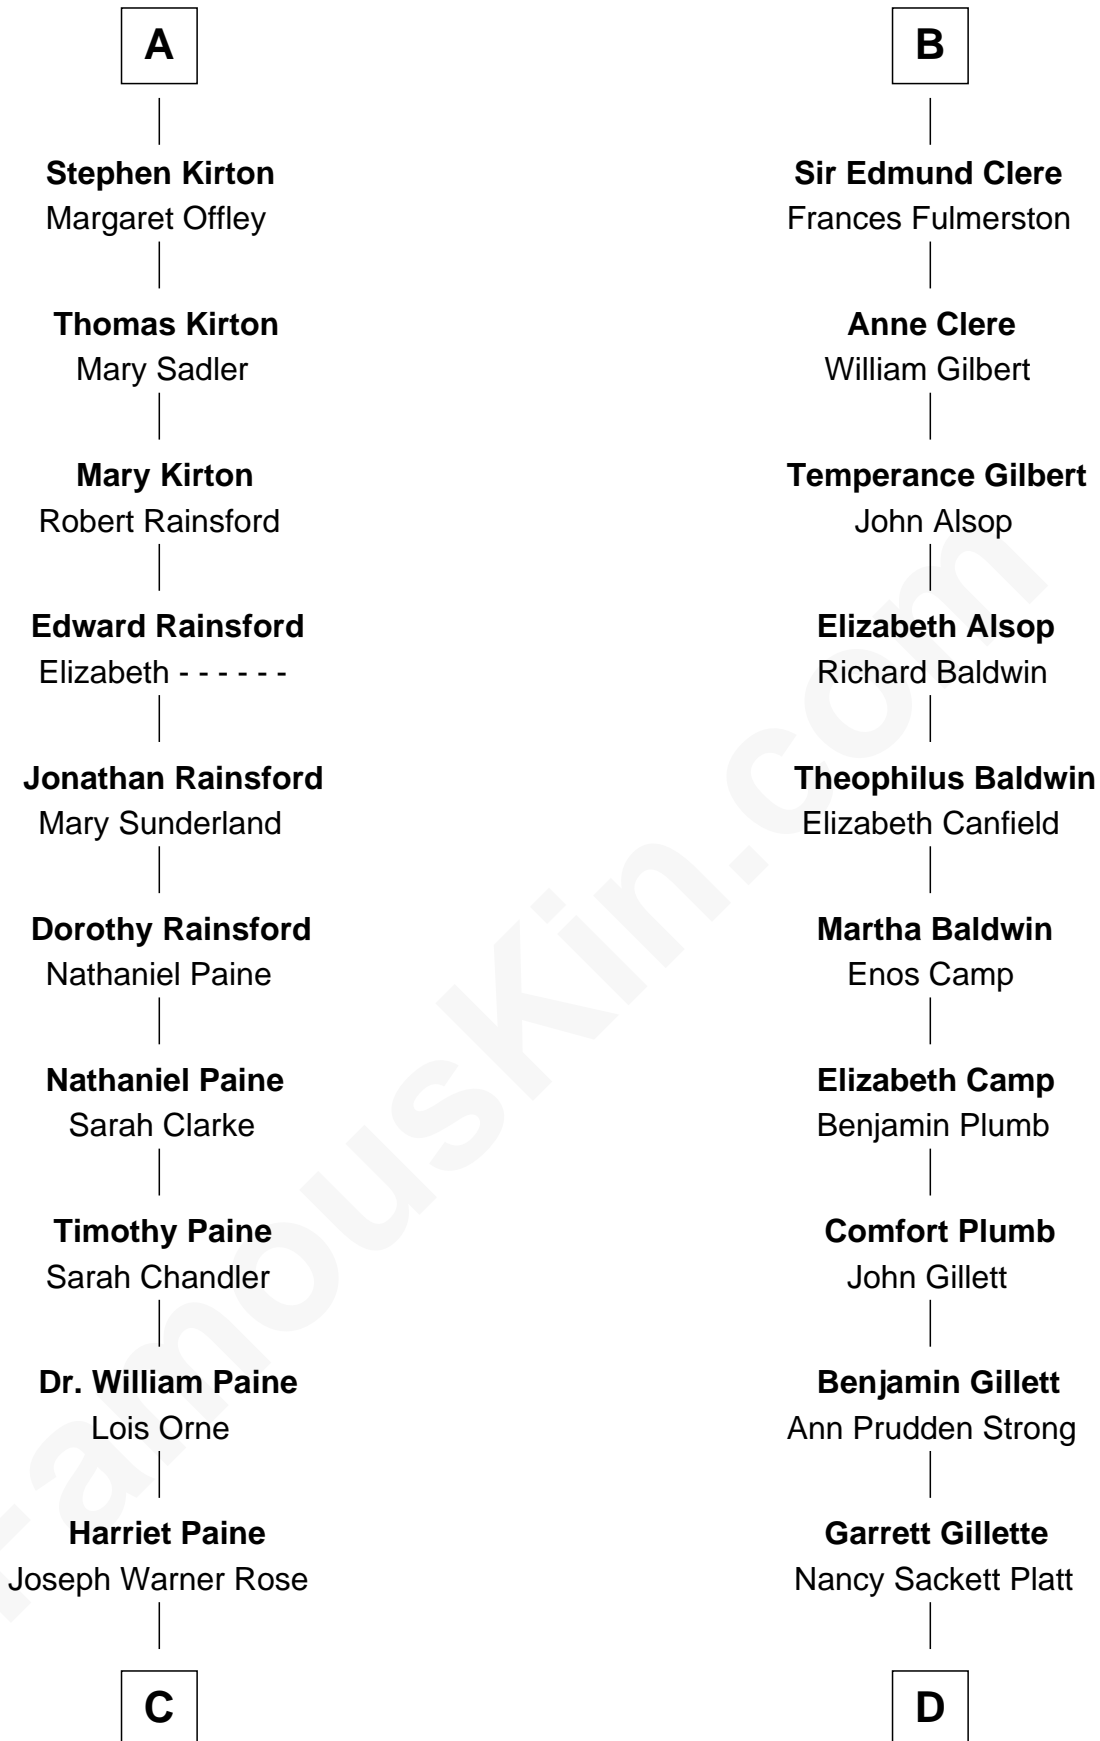 A
Stephen Kirton
Margaret Offley
Thomas Kirton
Mary Sadler
Mary Kirton
Robert Rainsford
Edward Rainsford
Elizabeth - - - - - -
Jonathan Rainsford
Mary Sunderland
Dorothy Rainsford
Nathaniel Paine
Nathaniel Paine
Sarah Clarke
Timothy Paine
Sarah Chandler
Dr. William Paine
Lois Orne
Harriet Paine
Joseph Warner Rose
C
B
Sir Edmund Clere
Frances Fulmerston
Anne Clere
William Gilbert
Temperance Gilbert
John Alsop
Elizabeth Alsop
Richard Baldwin
Theophilus Baldwin
Elizabeth Canfield
Martha Baldwin
Enos Camp
Elizabeth Camp
Benjamin Plumb
Comfort Plumb
John Gillett
Benjamin Gillett
Ann Prudden Strong
Garrett Gillette
Nancy Sackett Platt
D
FamousKin.com